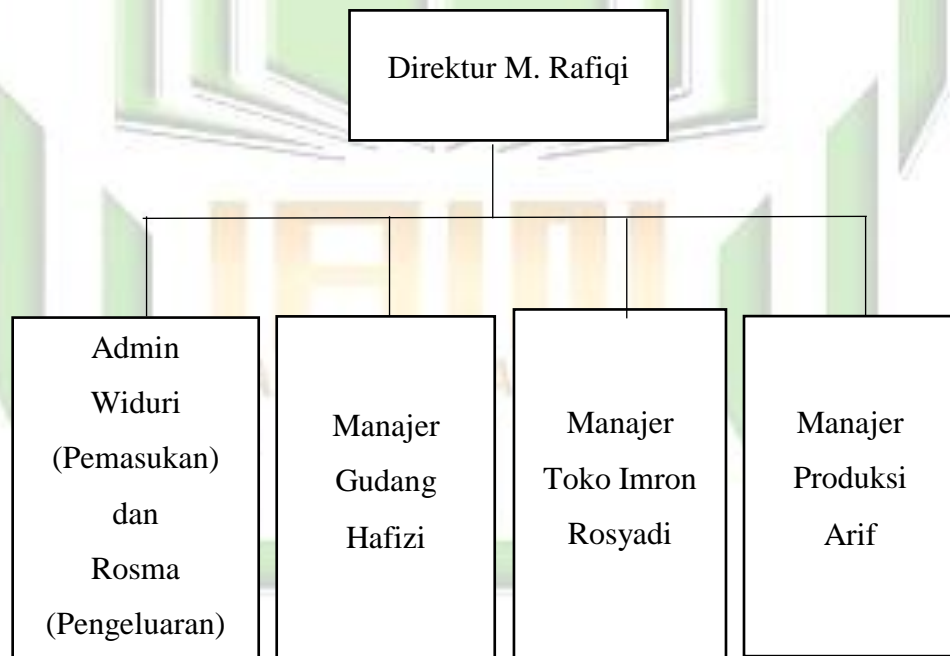 Direktur M. Rafiqi
Admin
Widuri
(Pemasukan)
dan
Rosma
(Pengeluaran)
Manajer
Gudang
Hafizi
Manajer
Toko Imron
Rosyadi
Manajer
Produksi
Arif